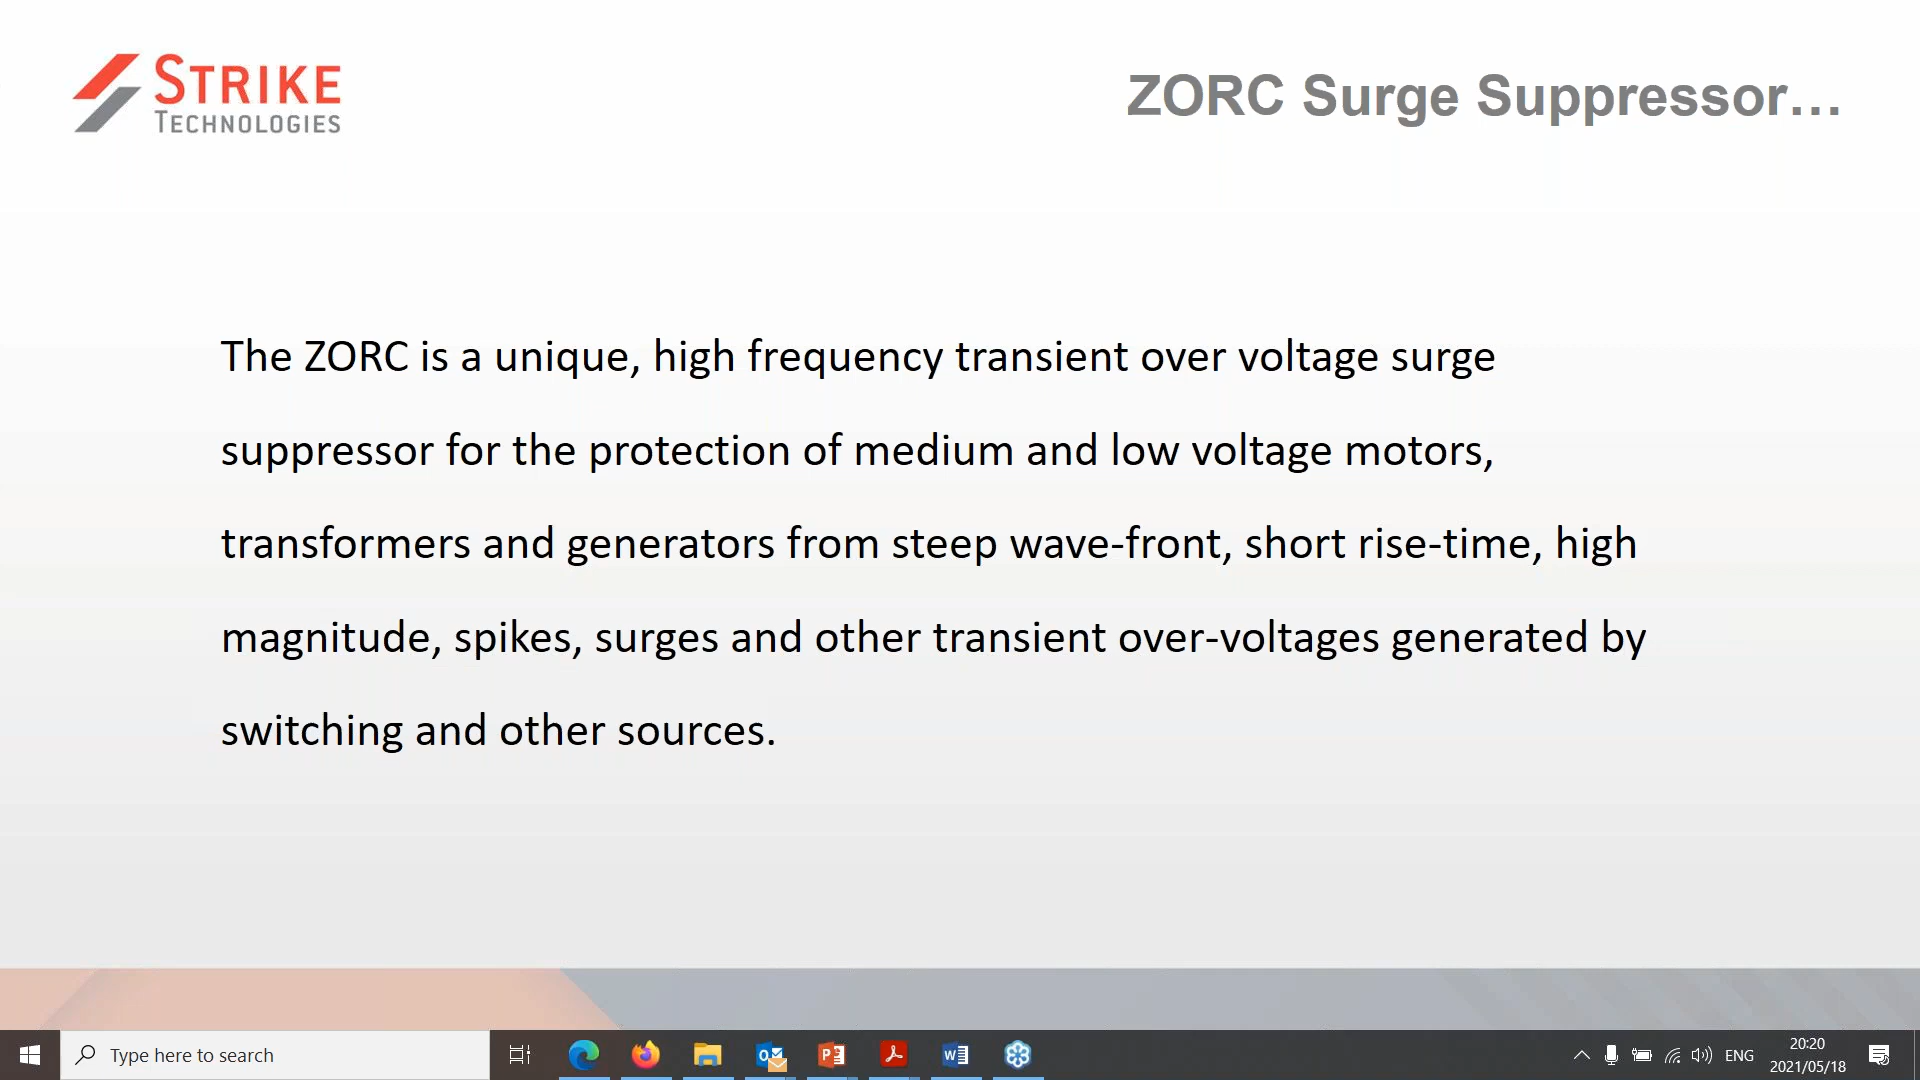 STRIKE
TECHNOLOGIES
ZORC Surge Suppressor...
The ZORC is a unique, high frequency transient over voltage surge
suppressor for the protection of medium and low voltage motors,
transformers and generators from steep wave-front, short rise-time, high
magnitude, spikes, surges and other transient over-voltages generated by
switching and other sources.
Type here to search
ENG
20:20
2021/05/18